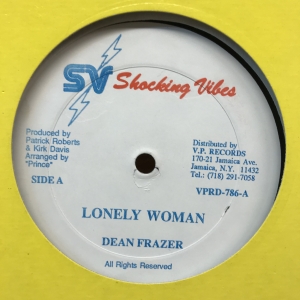 SV Shocking Vibes
Produced by
Patrick Roberts
& Kirk Davis
Arranged by
"Prince"
SIDE A
Distributed by
V.P. RECORDS
170-21 Jamaica Ave.
Jamaica, N.Y. 11432
Tel.: (718) 291-7058
VPRD-786-A
LONELY WOMAN
DEAN FRAZER
All Rights Reserved